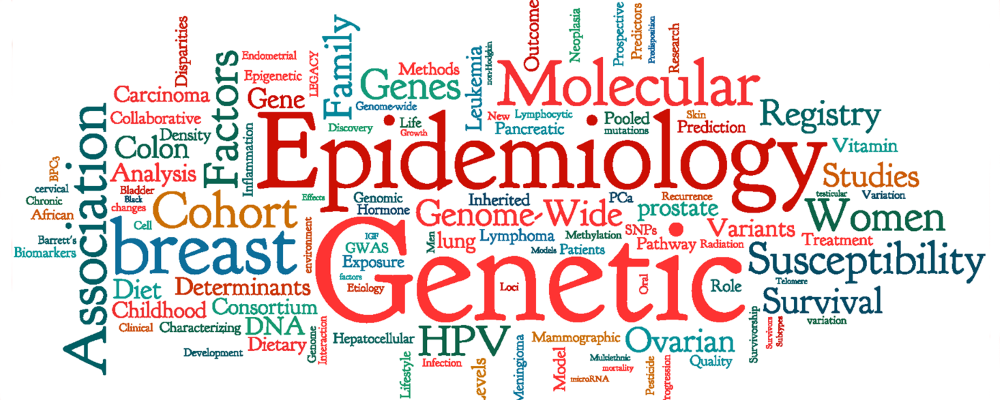 Disparities
Outcome
Neoplasia
Prospective
Predictors
Predisposition
Research
Family
Leukemia
non-Hodgkin
Endometrial
Epigenetic
LEGACY
Methods
Molecular
Carcinoma
Factors
Gene
Genes
Genome-wide
Registry
Collaborative
Density
Discovery
Life
Growth
New
Lymphocytic
Pancreatic
Pooled
mutations
Skin
Prediction
Association
Colon
Inflammation
Epidemiology
Vitamin
BPC3
Analysis
Studies
cervical
Chronic
African
Bladder
Black
changes
Cohort
Effects
Genomic
Hormone
Inherited
PCa
Recurrence
testicular
Variation
Cell
Genome-Wide
prostate
Women
Barrett's
Biomarkers
breast
environment
IGF
GWAS
Exposure
Men
lung
Lymphoma
Methylation
Models
Patients
SNPs
Pathway
Variants
Radiation
Treatment
Diet
Determinants
factors
Etiology
Genetic
Loci
Oral
Role
Susceptibility
Telomere
Childhood
Consortium
Survival
Clinical
Characterizing
DNA
variation
Development
Dietary
Genome
Interaction
Hepatocellular
HPV
Mammographic
Ovarian
Survivorship
Survivors
Subtypes
Lifestyle
Infection
Levels
Meningioma
Model
Multiethnic
mortality
microRNA
Pesticide
Progression
Quality